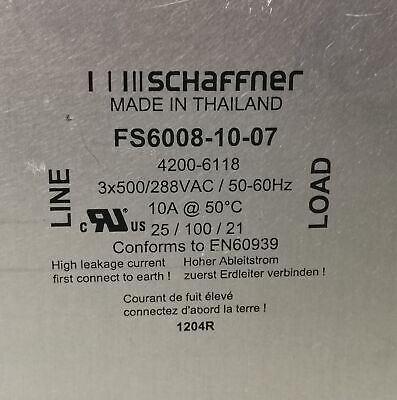 SCHAFFNER
MADE IN THAILAND
FS6008-10-07
4200-6118
3x500/288VAC / 50-60Hz
10A @ 50°C
25 / 100 / 21
Conforms to EN60939
LINE
LOAD
c RU US
High leakage current
first connect to earth !
Hoher Ableitstrom
zuerst Erdleiter verbinden !
Courant de fuit élevé
connectez d'abord la terre !
1204R